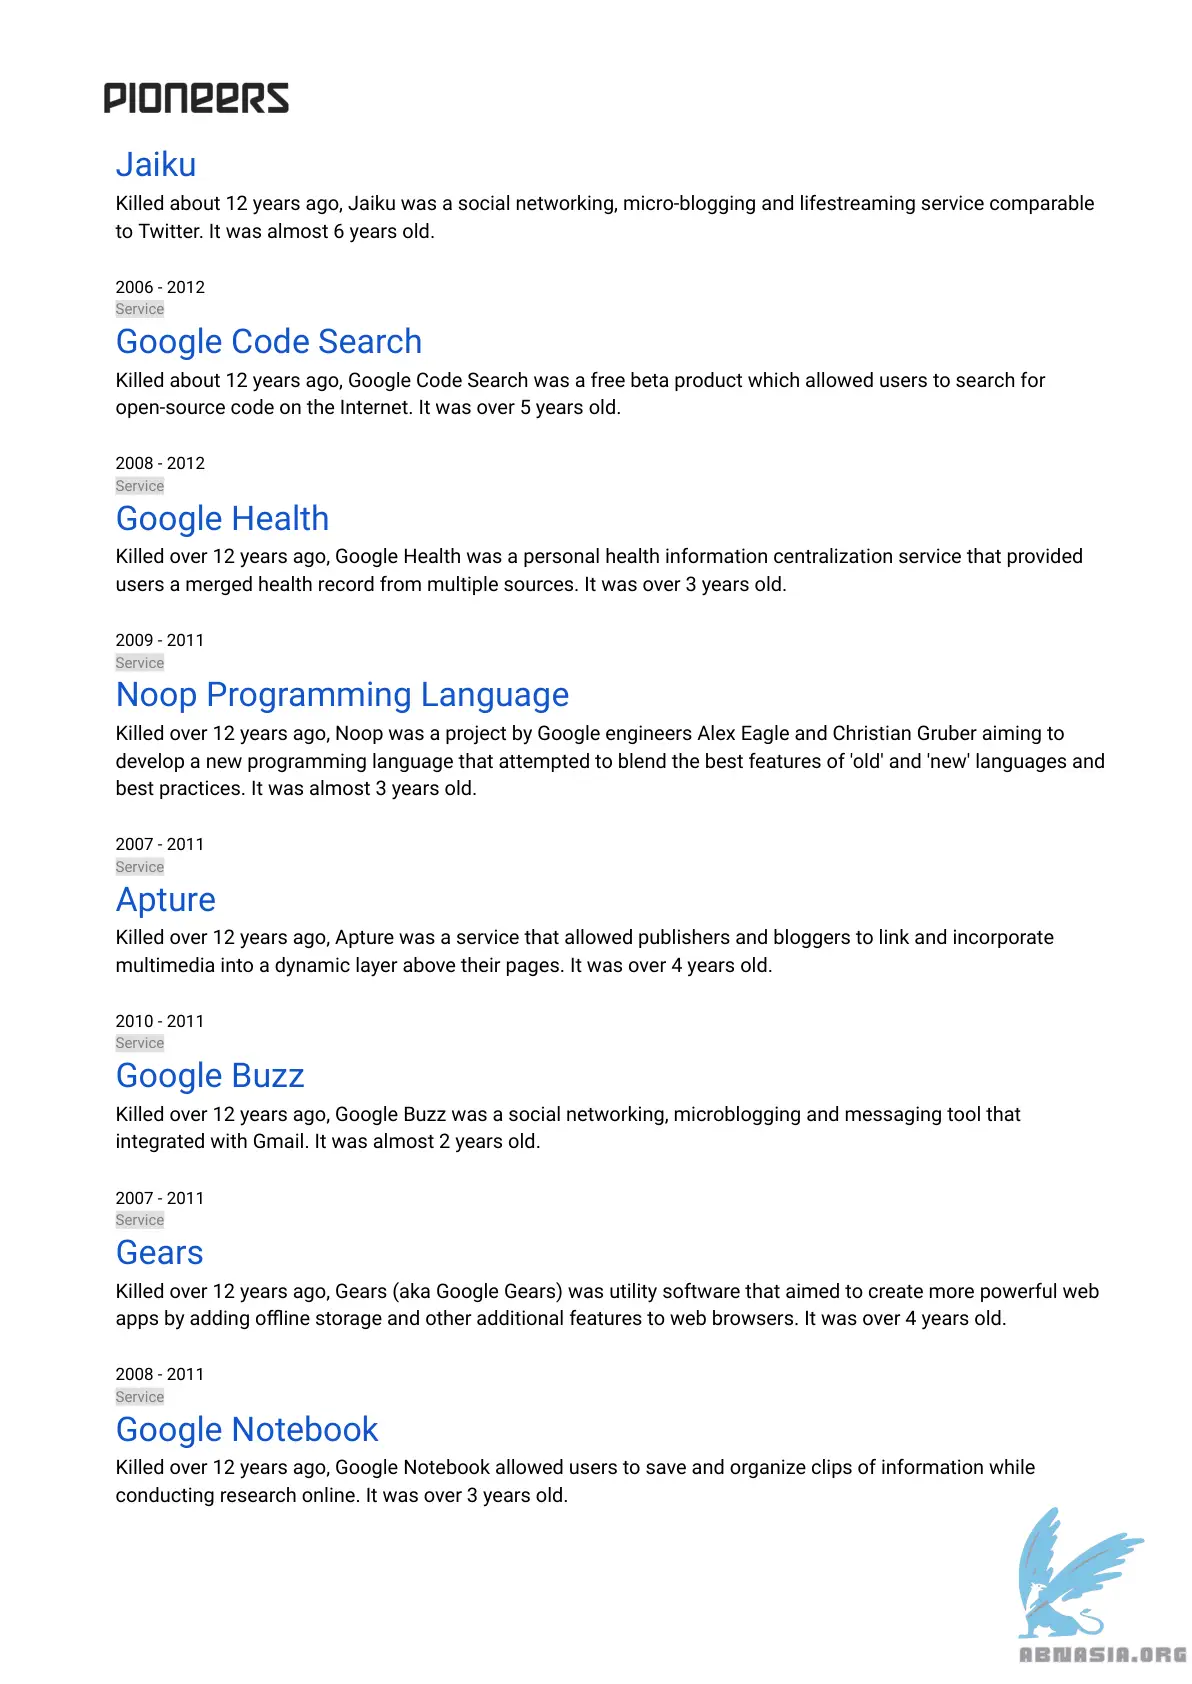 PIONEERS
Jaiku
Killed about 12 years ago, Jaiku was a social networking, micro-blogging and lifestreaming service comparable
to Twitter. It was almost 6 years old.
2006 - 2012
Service
Google Code Search
Killed about 12 years ago, Google Code Search was a free beta product which allowed users to search for
open-source code on the Internet. It was over 5 years old.
2008 - 2012
Service
Google Health
Killed over 12 years ago, Google Health was a personal health information centralization service that provided
users a merged health record from multiple sources. It was over 3 years old.
2009 - 2011
Service
Noop Programming Language
Killed over 12 years ago, Noop was a project by Google engineers Alex Eagle and Christian Gruber aiming to
develop a new programming language that attempted to blend the best features of 'old' and 'new' languages and
best practices. It was almost 3 years old.
2007 - 2011
Service
Apture
Killed over 12 years ago, Apture was a service that allowed publishers and bloggers to link and incorporate
multimedia into a dynamic layer above their pages. It was over 4 years old.
2010 - 2011
Service
Google Buzz
Killed over 12 years ago, Google Buzz was a social networking, microblogging and messaging tool that
integrated with Gmail. It was almost 2 years old.
2007 - 2011
Service
Gears
Killed over 12 years ago, Gears (aka Google Gears) was utility software that aimed to create more powerful web
apps by adding offline storage and other additional features to web browsers. It was over 4 years old.
2008 - 2011
Service
Google Notebook
Killed over 12 years ago, Google Notebook allowed users to save and organize clips of information while
conducting research online. It was over 3 years old.
ABNASIA.ORG